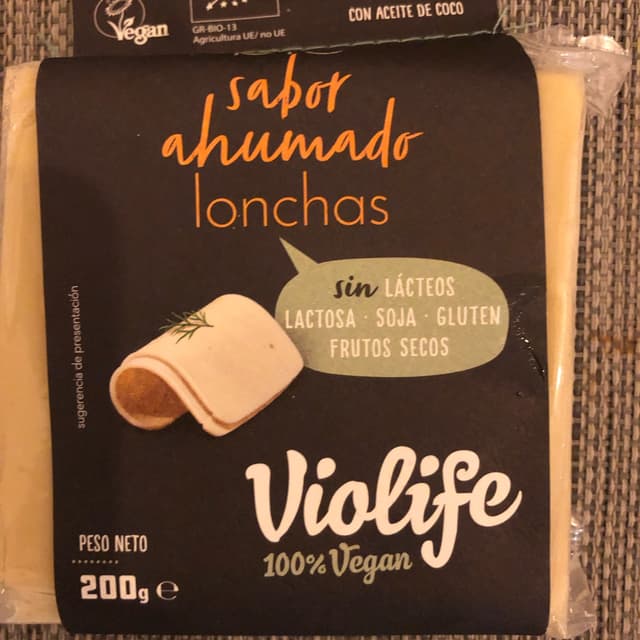 CON ACEITE DE COCO
Vegan
GR-BIO-13
Agricultura UE/ no UE
sabor
ahumado
lonchas
sin LÁCTEOS
LACTOSA · SOJA · GLUTEN
FRUTOS SECOS
sugerencia de presentación
Violife
100% Vegan
PESO NETO
200g e